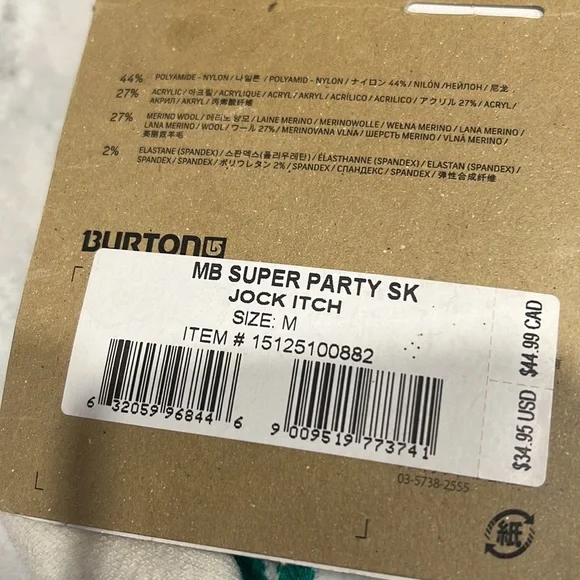 44% POLYAMIDE - NYLON / 나일론 / POLYAMID - NYLON / ナイロン 44% / NILÓN / НЕЙЛОН / 尼龙
27% ACRYLIC / 아크릴 / ACRYLIQUE / ACRYL / AKRYL / ACRÍLICO / ACRILICO / アクリル 27% / ACRYL /
АКРИЛ / AKRYL / 丙烯酸纤维
27% MERINO WOOL / 메리노 양모 / LAINE MERINO / MERINOWOLLE / WEŁNA MERINO / LANA MERINO /
LANA MERINO / WOOL / ウール 27% / MERINOVANA VLNA / ШЕРСТЬ МЕРИНО / VLNÁ MERINO /
美丽奴羊毛
2% ELASTANE (SPANDEX) / 스판덱스(폴리우레탄) / ÉLASTHANNE (SPANDEX) / ELASTAN (SPANDEX) /
SPANDEX / SPANDEX / ポリウレタン 2% / SPANDEX / СПАНДЕКС / SPANDEX / 弹性合成纤维
BURTON
MB SUPER PARTY SK
JOCK ITCH
SIZE: M
ITEM # 15125100882
6 32059 96844 6
9 009519 773741
$34.95 USD $44.99 CAD
03-5738-2555
紙